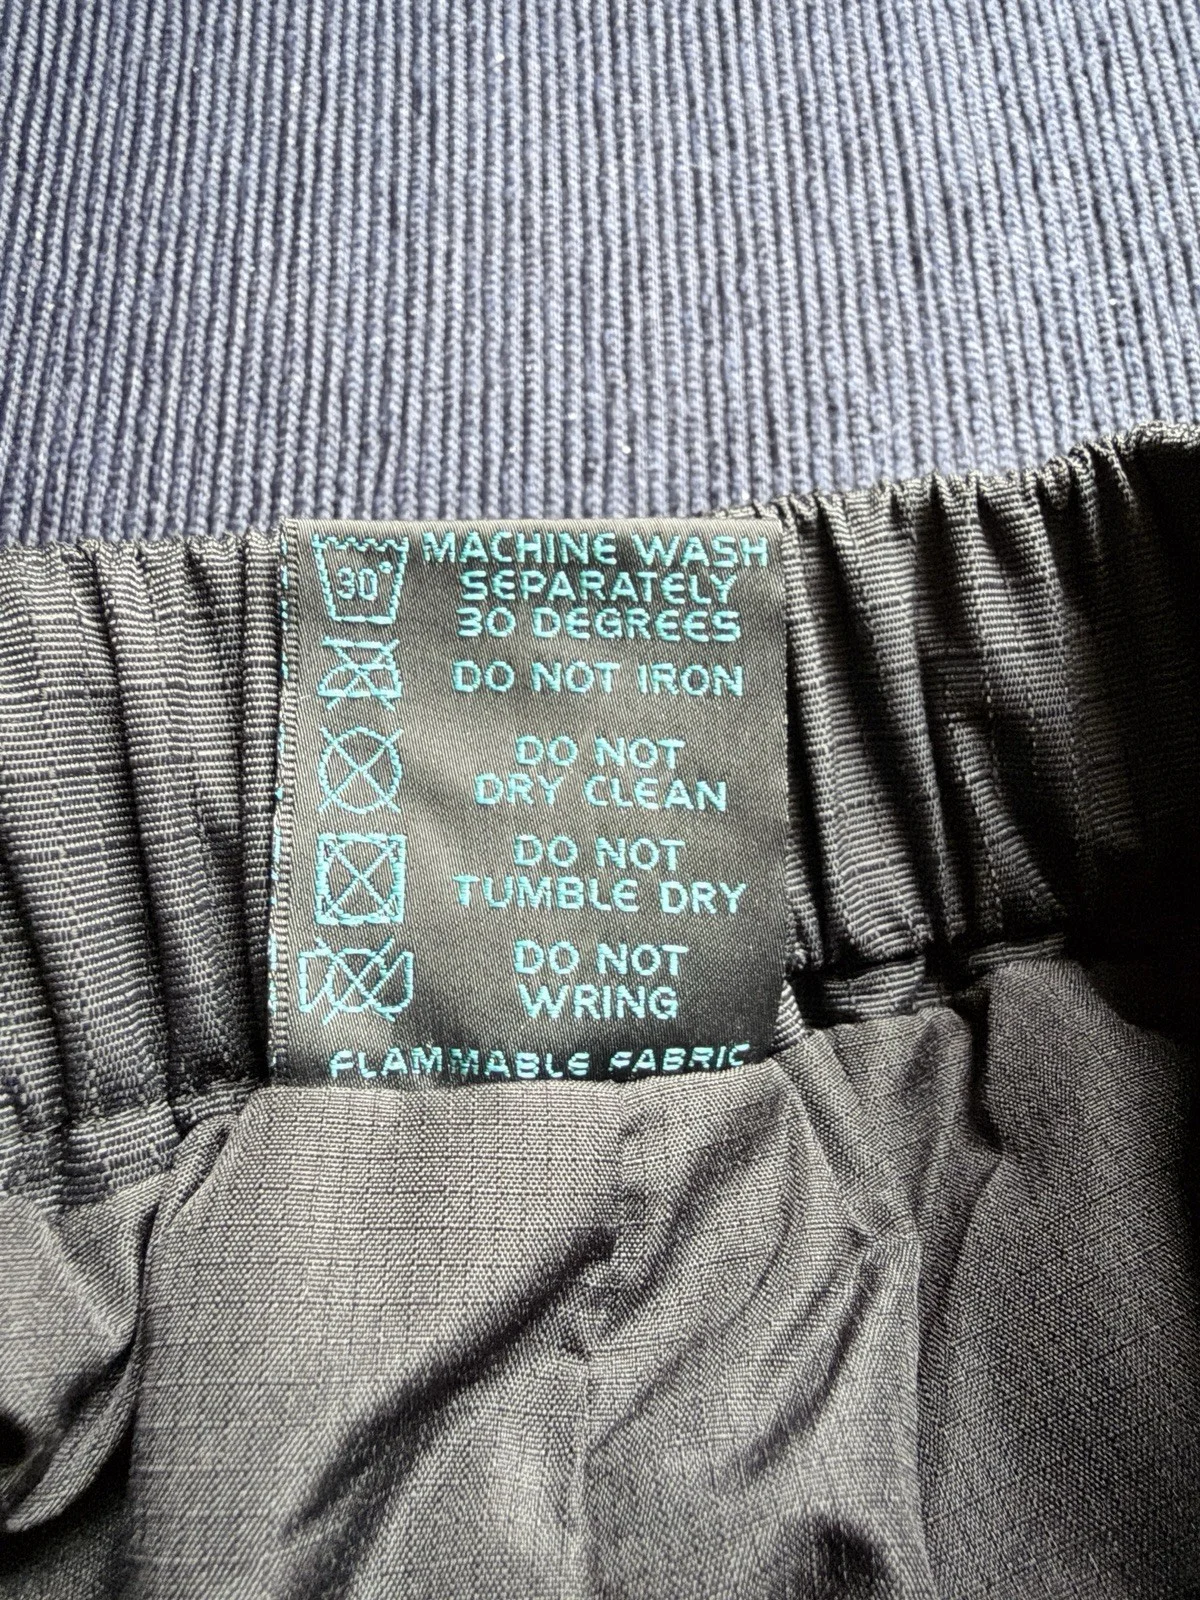 30°
MACHINE WASH
SEPARATELY
30 DEGREES
DO NOT IRON
DO NOT
DRY CLEAN
DO NOT
TUMBLE DRY
DO NOT
WRING
FLAMMABLE FABRIC